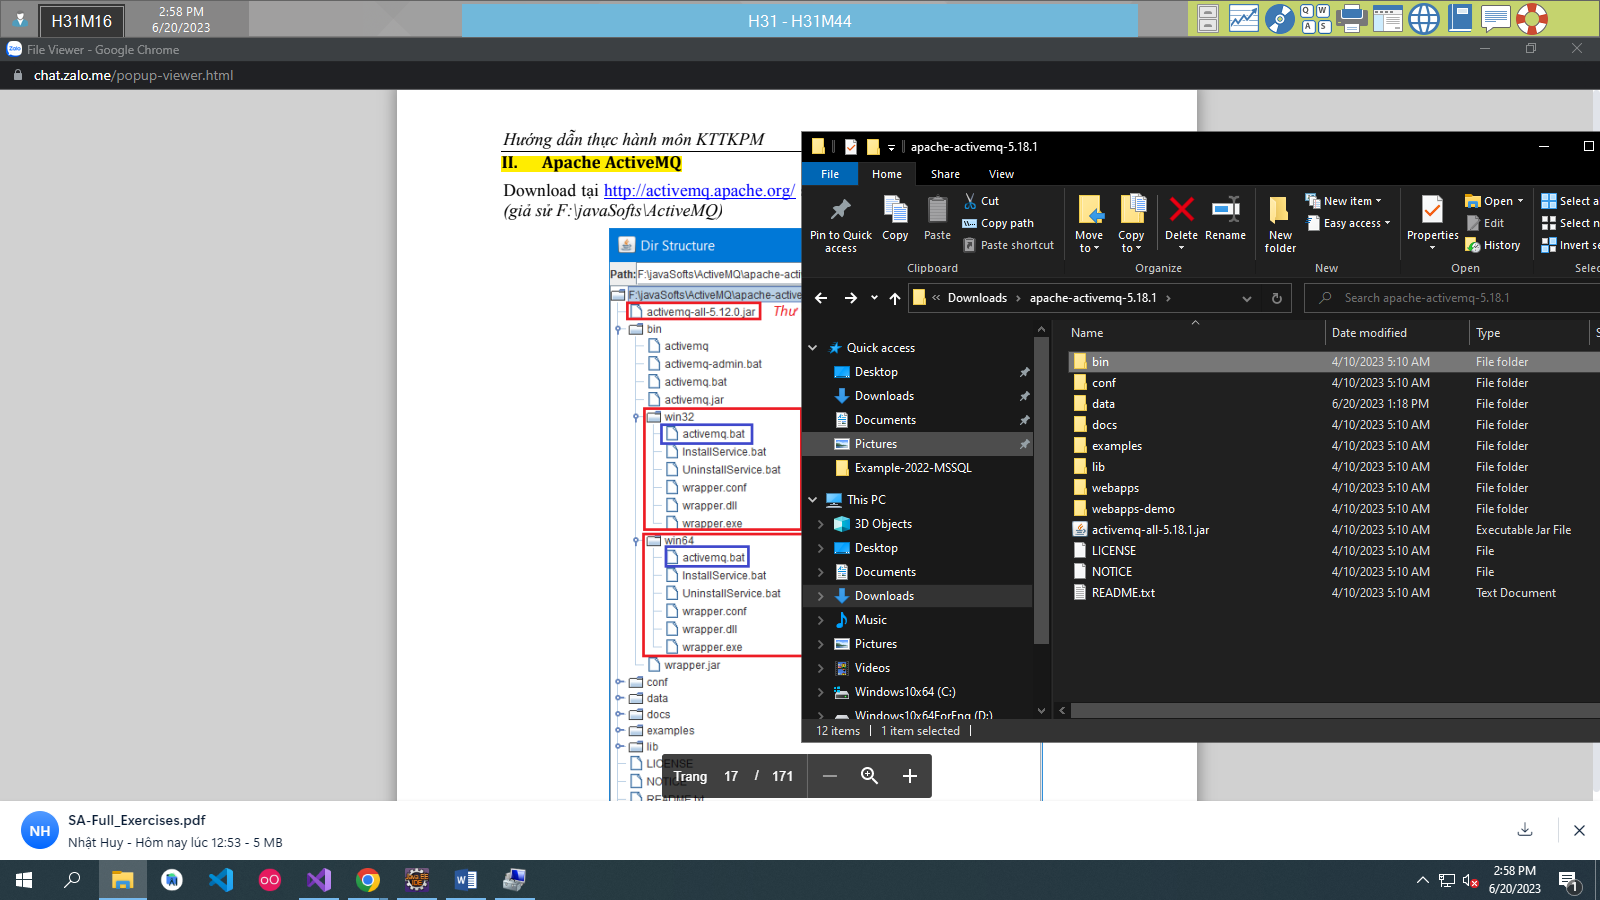 H31M16
2:58 PM
6/20/2023
H31 - H31M44
Q W
A S
File Viewer - Google Chrome
chat.zalo.me/popup-viewer.html
Hướng dẫn thực hành môn KTTKPM
II. Apache ActiveMQ
Download tại http://activemq.apache.org/
(giả sử F:\javaSofts\ActiveMQ)
Dir Structure
Path: F:\javaSofts\ActiveMQ\apache-acti
F:\javaSofts\ActiveMQ\apache-active
activemq-all-5.12.0.jar Thư
bin
activemq
activemq-admin.bat
activemq.bat
activemq.jar
win32
activemq.bat
InstallService.bat
UninstallService.bat
wrapper.conf
wrapper.dll
wrapper.exe
win64
activemq.bat
InstallService.bat
UninstallService.bat
wrapper.conf
wrapper.dll
wrapper.exe
wrapper.jar
conf
data
docs
examples
lib
LICENSE
NOTICE
README.txt
Trang 17 / 171
apache-activemq-5.18.1
File Home Share View
Pin to Quick access
Copy
Paste
Cut
Copy path
Paste shortcut
Clipboard
Move to
Copy to
Delete
Rename
Organize
New folder
New item
Easy access
New
Properties
Open
Edit
History
Open
Select a
Select n
Invert se
Selec
« Downloads › apache-activemq-5.18.1 ›
Search apache-activemq-5.18.1
Quick access
Desktop
Downloads
Documents
Pictures
Example-2022-MSSQL
This PC
3D Objects
Desktop
Documents
Downloads
Music
Pictures
Videos
Windows10x64 (C:)
Windows10x64ForEng (D:)
Name Date modified Type S
bin 4/10/2023 5:10 AM File folder
conf 4/10/2023 5:10 AM File folder
data 6/20/2023 1:18 PM File folder
docs 4/10/2023 5:10 AM File folder
examples 4/10/2023 5:10 AM File folder
lib 4/10/2023 5:10 AM File folder
webapps 4/10/2023 5:10 AM File folder
webapps-demo 4/10/2023 5:10 AM File folder
activemq-all-5.18.1.jar 4/10/2023 5:10 AM Executable Jar File
LICENSE 4/10/2023 5:10 AM File
NOTICE 4/10/2023 5:10 AM File
README.txt 4/10/2023 5:10 AM Text Document
12 items 1 item selected
NH
SA-Full_Exercises.pdf
Nhật Huy - Hôm nay lúc 12:53 - 5 MB
2:58 PM
6/20/2023
1